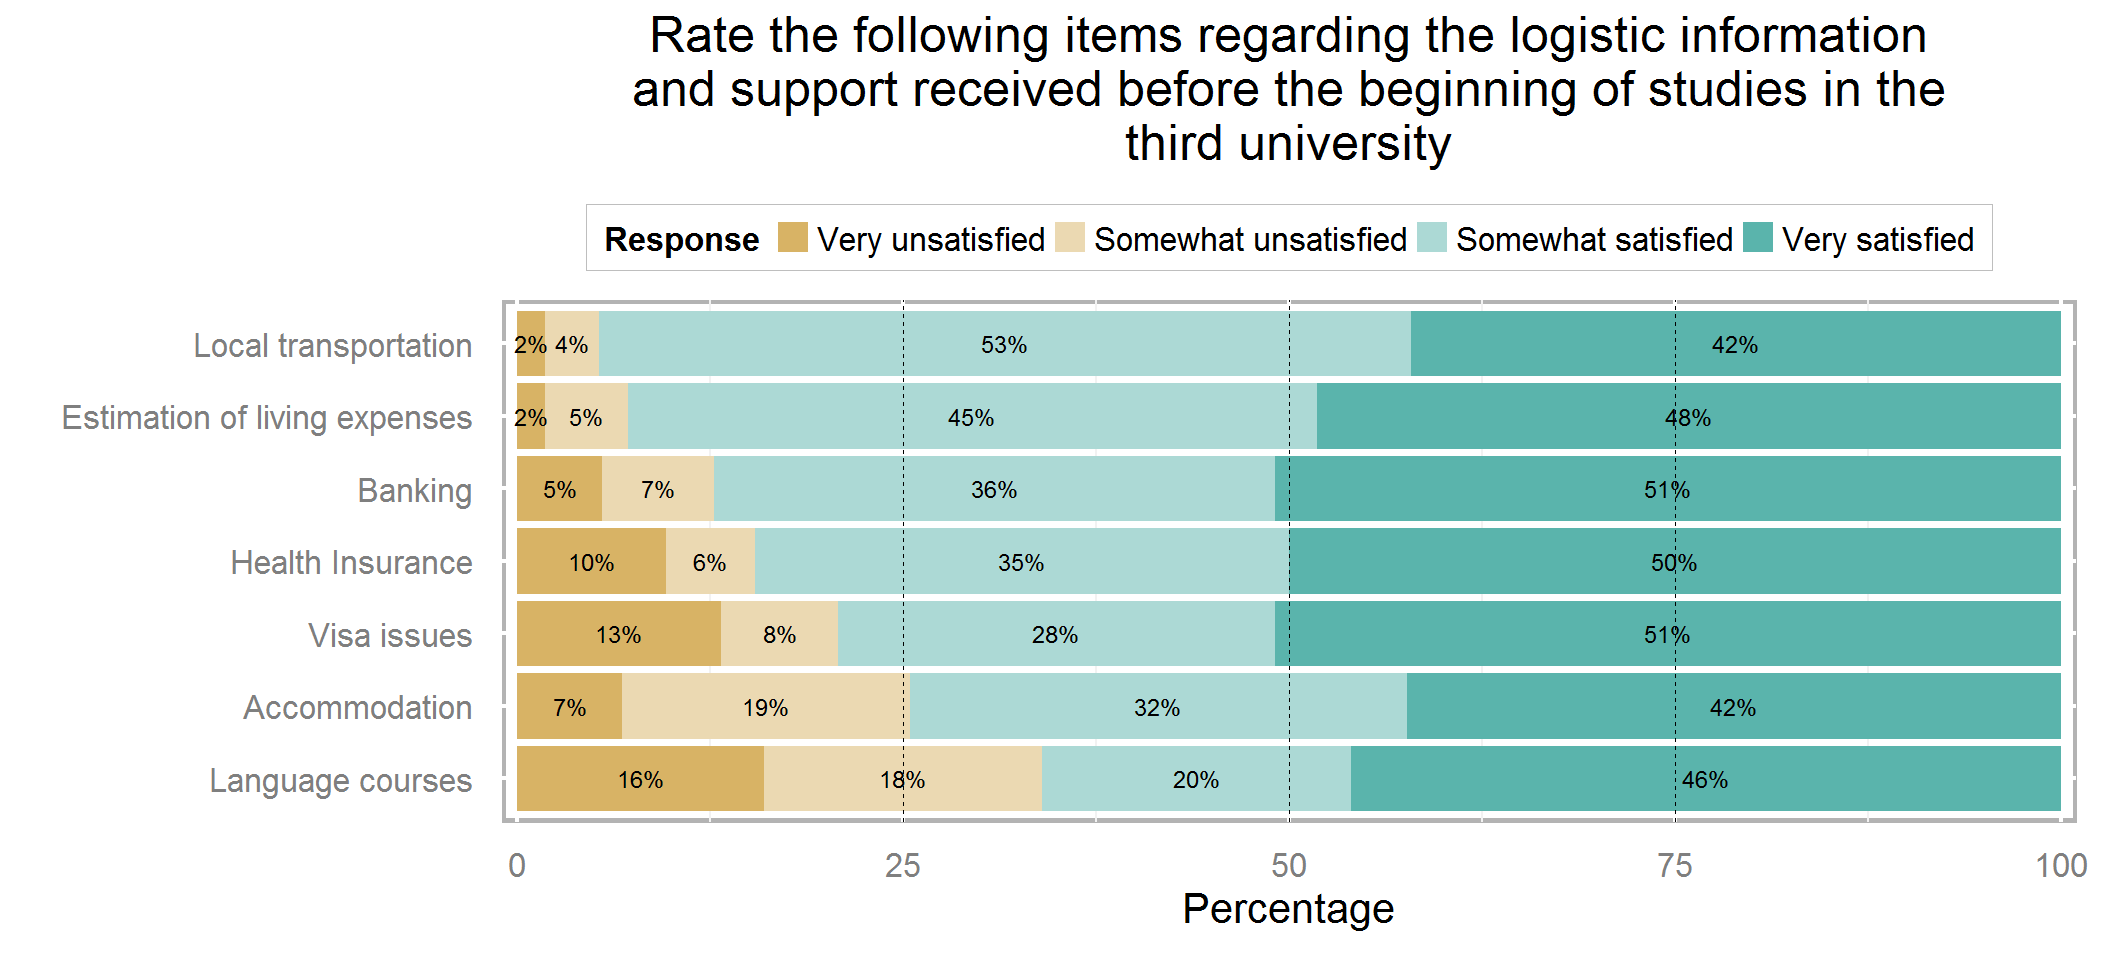 Rate the following items regarding the logistic information
and support received before the beginning of studies in the
third university
Response Very unsatisfied Somewhat unsatisfied Somewhat satisfied Very satisfied
Local transportation 2% 4% 53% 42%
Estimation of living expenses 2% 5% 45% 48%
Banking 5% 7% 36% 51%
Health Insurance 10% 6% 35% 50%
Visa issues 13% 8% 28% 51%
Accommodation 7% 19% 32% 42%
Language courses 16% 18% 20% 46%
0 25 50 75 100
Percentage